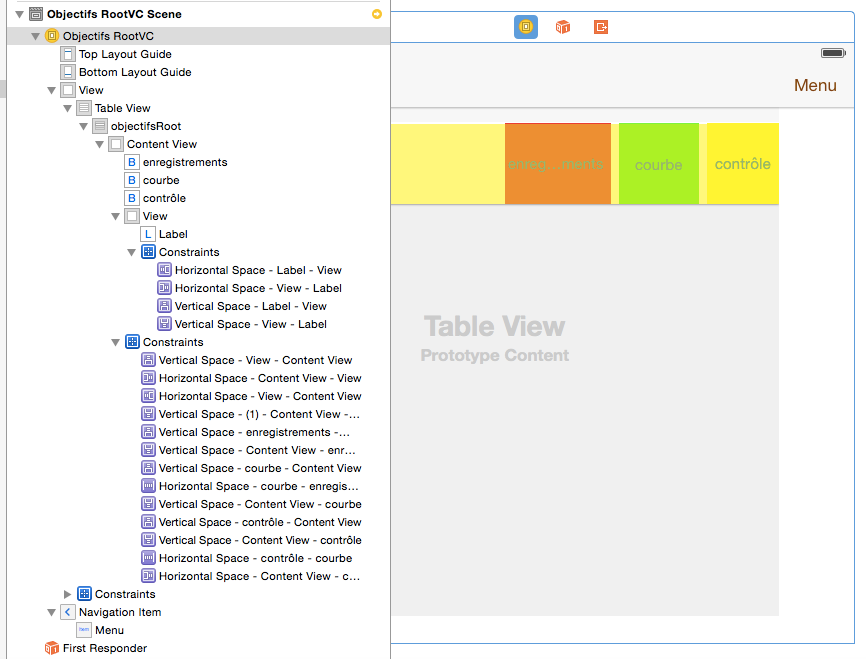 Objectifs RootVC Scene
Objectifs RootVC
Top Layout Guide
Bottom Layout Guide
View
Table View
objectifsRoot
Content View
B enregistrements
B courbe
B contrôle
View
L Label
Constraints
Horizontal Space - Label - View
Horizontal Space - View - Label
Vertical Space - Label - View
Vertical Space - View - Label
Constraints
Vertical Space - View - Content View
Horizontal Space - Content View - View
Horizontal Space - View - Content View
Vertical Space - (1) - Content View -...
Vertical Space - enregistrements -...
Vertical Space - Content View - enr...
Vertical Space - courbe - Content View
Horizontal Space - courbe - enregis...
Vertical Space - Content View - courbe
Vertical Space - contrôle - Content View
Vertical Space - Content View - contrôle
Horizontal Space - contrôle - courbe
Horizontal Space - Content View - c...
Constraints
Navigation Item
Menu
First Responder
Menu
enreg...ments
courbe
contrôle
Table View
Prototype Content